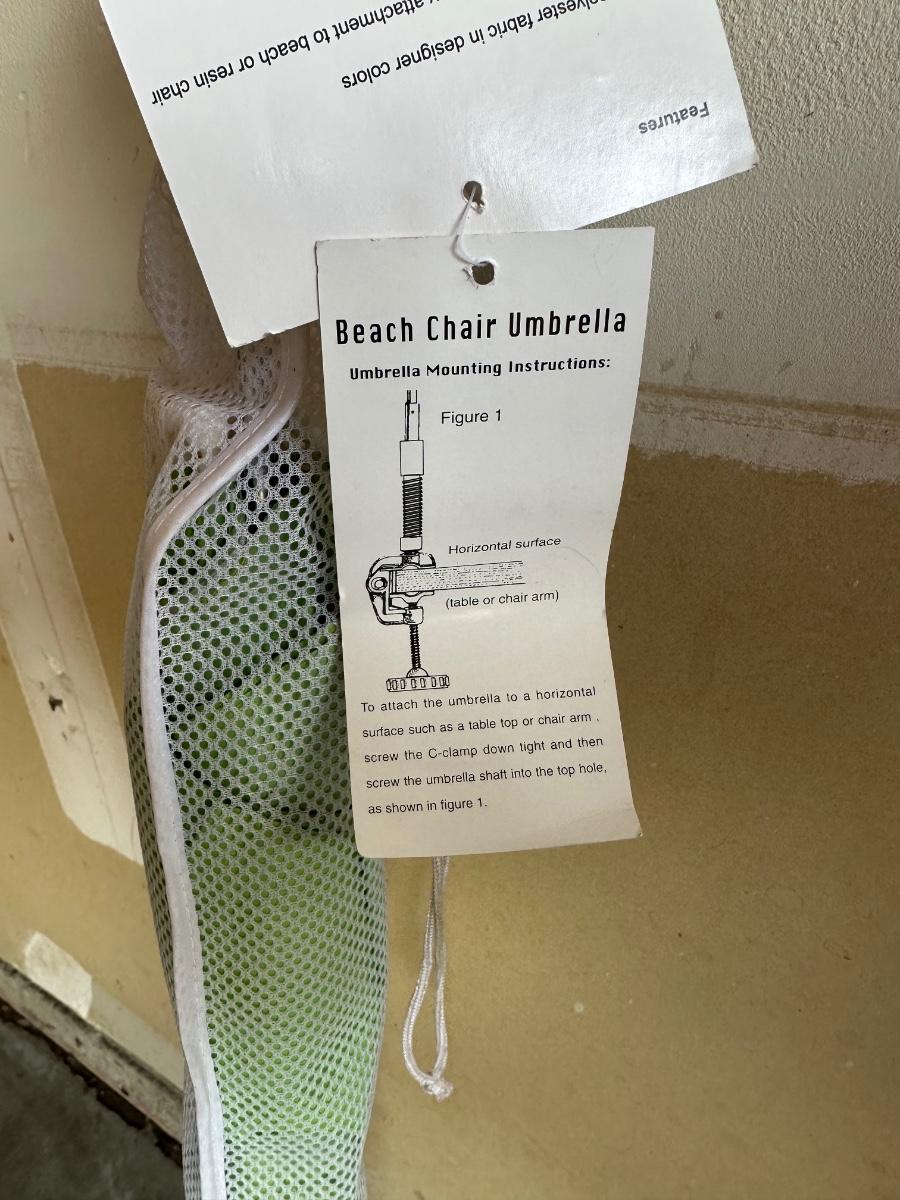 Features
polyester fabric in designer colors
attachment to beach or resin chair
Beach Chair Umbrella
Umbrella Mounting Instructions:
Figure 1
Horizontal surface
(table or chair arm)
To attach the umbrella to a horizontal
surface such as a table top or chair arm .
screw the C-clamp down tight and then
screw the umbrella shaft into the top hole,
as shown in figure 1.